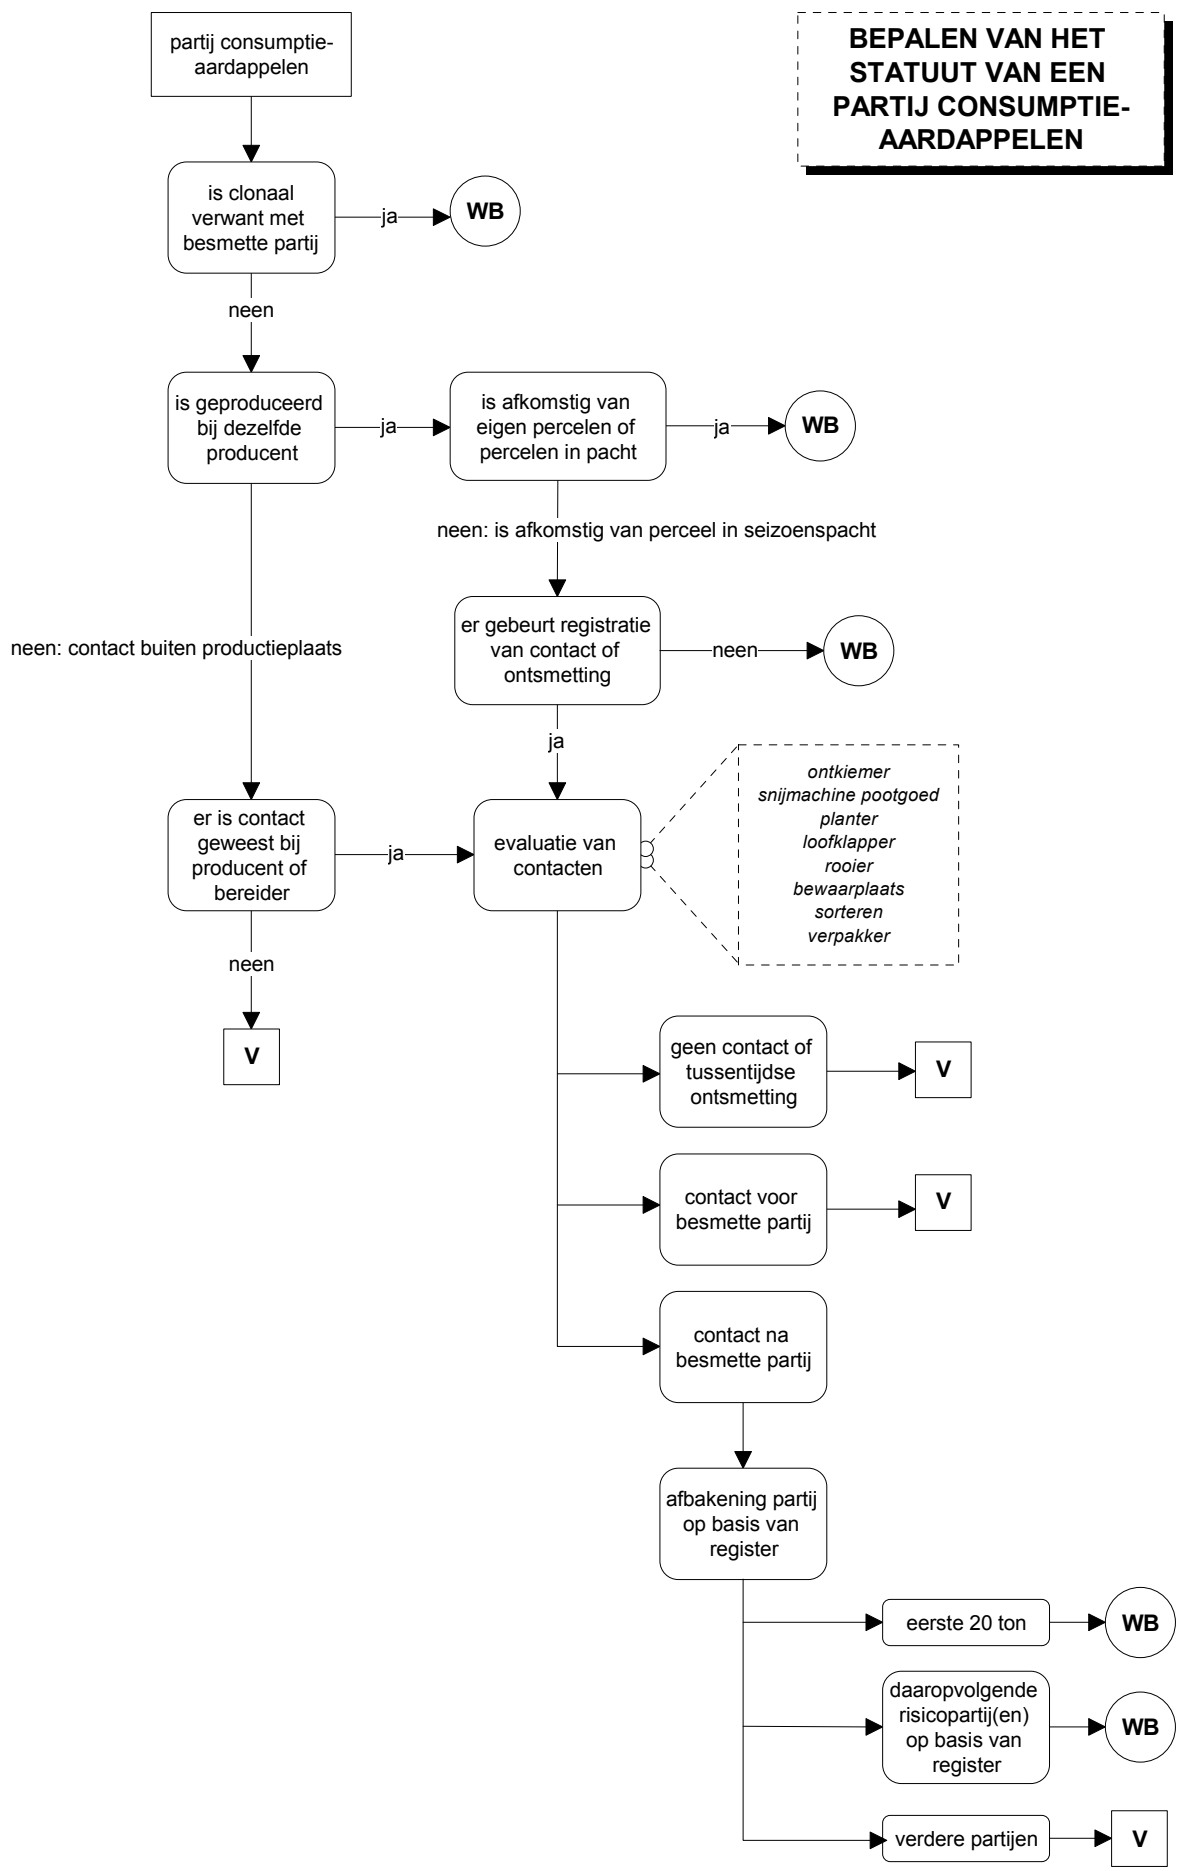 BEPALEN VAN HET
STATUUT VAN EEN
PARTIJ CONSUMPTIE-
AARDAPPELEN
partij consumptie-
aardappelen
is clonaal
verwant met
besmette partij
ja
WB
neen
is geproduceerd
bij dezelfde
producent
ja
is afkomstig van
eigen percelen of
percelen in pacht
ja
WB
neen: is afkomstig van perceel in seizoenspacht
neen: contact buiten productieplaats
er gebeurt registratie
van contact of
ontsmetting
neen
WB
ja
er is contact
geweest bij
producent of
bereider
ja
evaluatie van
contacten
ontkiemer
snijmachine pootgoed
planter
loofklapper
rooier
bewaarplaats
sorteren
verpakker
neen
V
geen contact of
tussentijdse
ontsmetting
V
contact voor
besmette partij
V
contact na
besmette partij
afbakening partij
op basis van
register
eerste 20 ton
WB
daaropvolgende
risicopartij(en)
op basis van
register
WB
verdere partijen
V